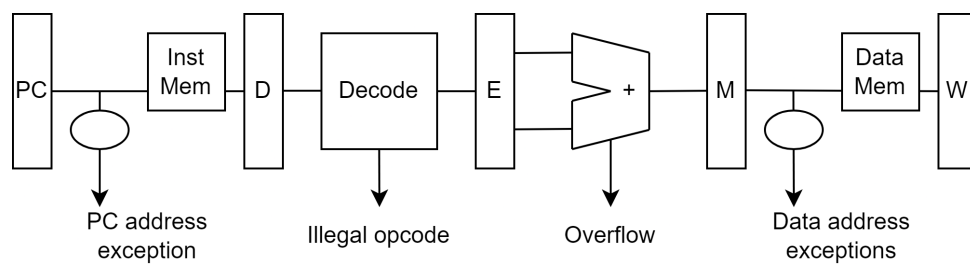 PC
Inst
Mem
D
Decode
E
+
M
Data
Mem
W
PC address
exception
Illegal opcode
Overflow
Data address
exceptions